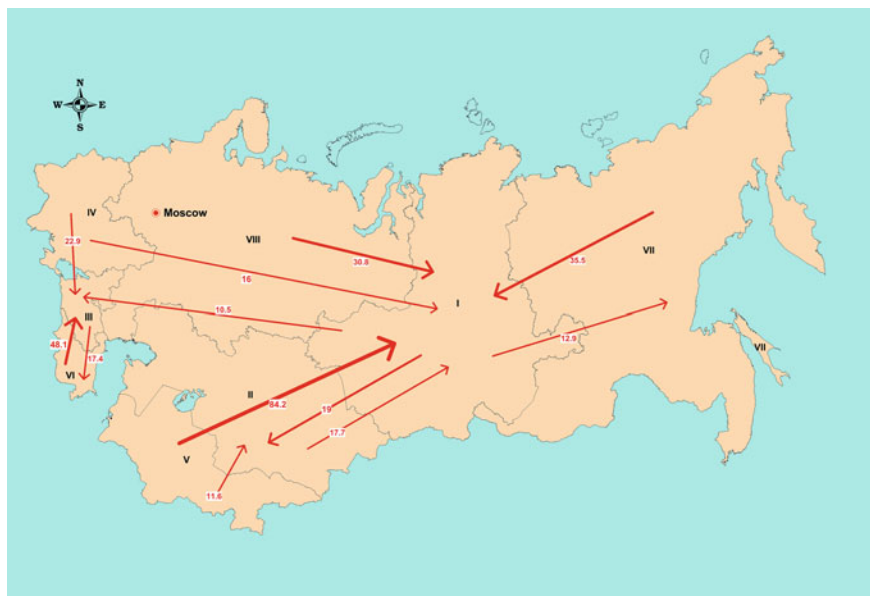 N
W E
S
IV
Moscow
22.9
VIII
30.8
35.5
VII
16
I
10.5
III
48.1
17.4
12.9
VII
VI
II
84.2
19
17.7
V
11.6